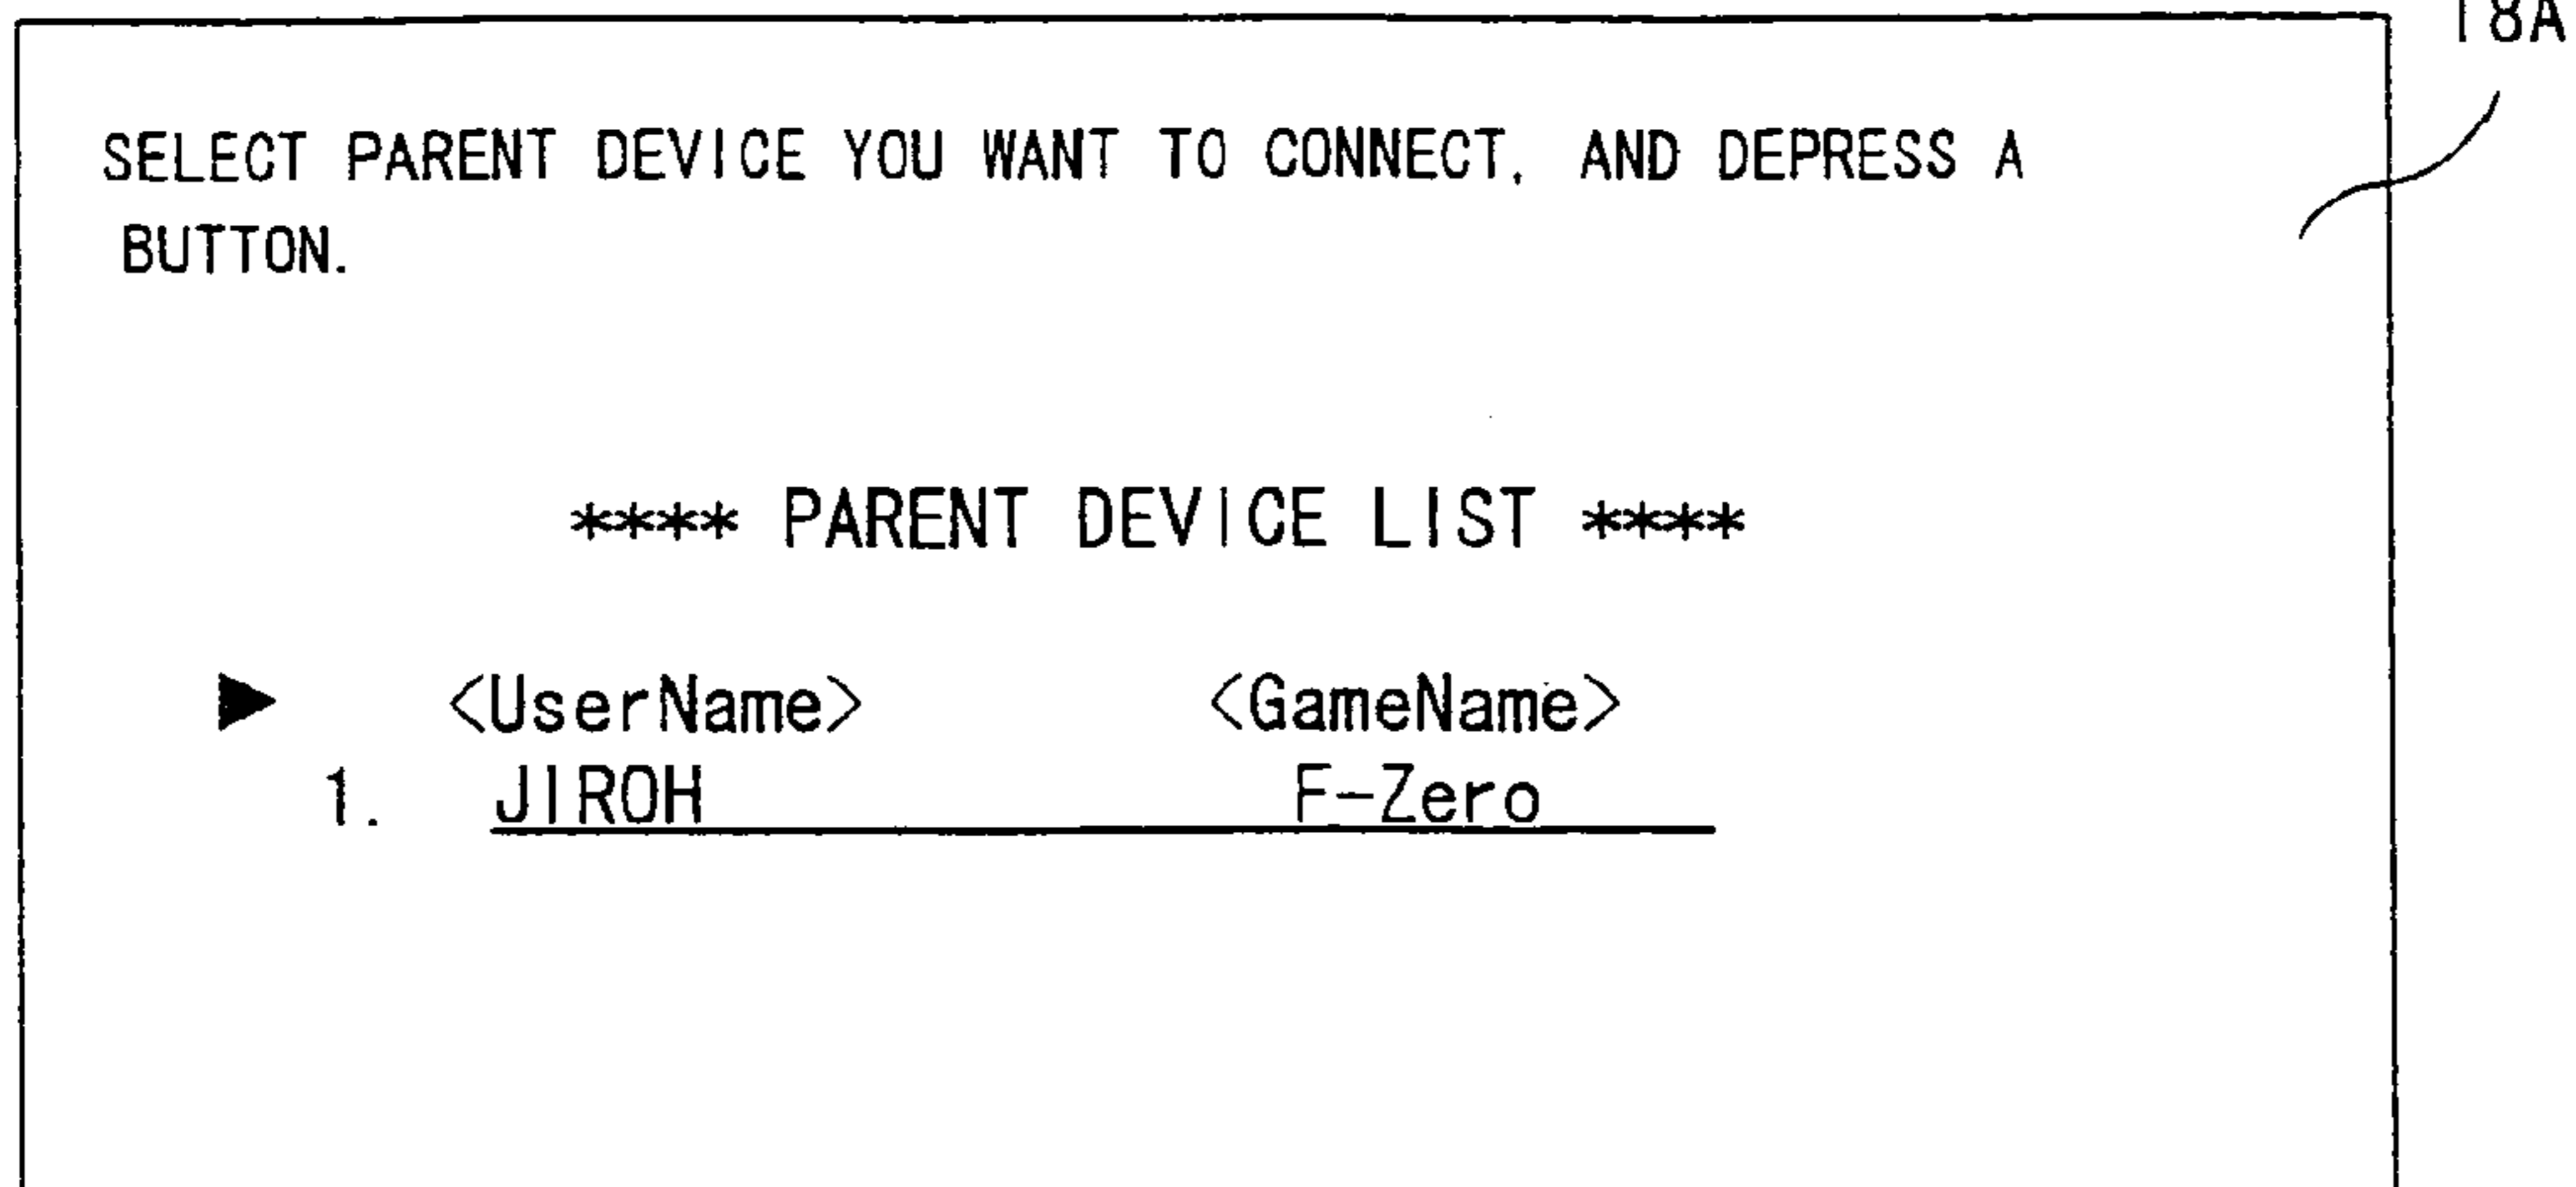 18A
SELECT PARENT DEVICE YOU WANT TO CONNECT, AND DEPRESS A
BUTTON.
**** PARENT DEVICE LIST ****
▶ <UserName> <GameName>
1. JIROH F-Zero